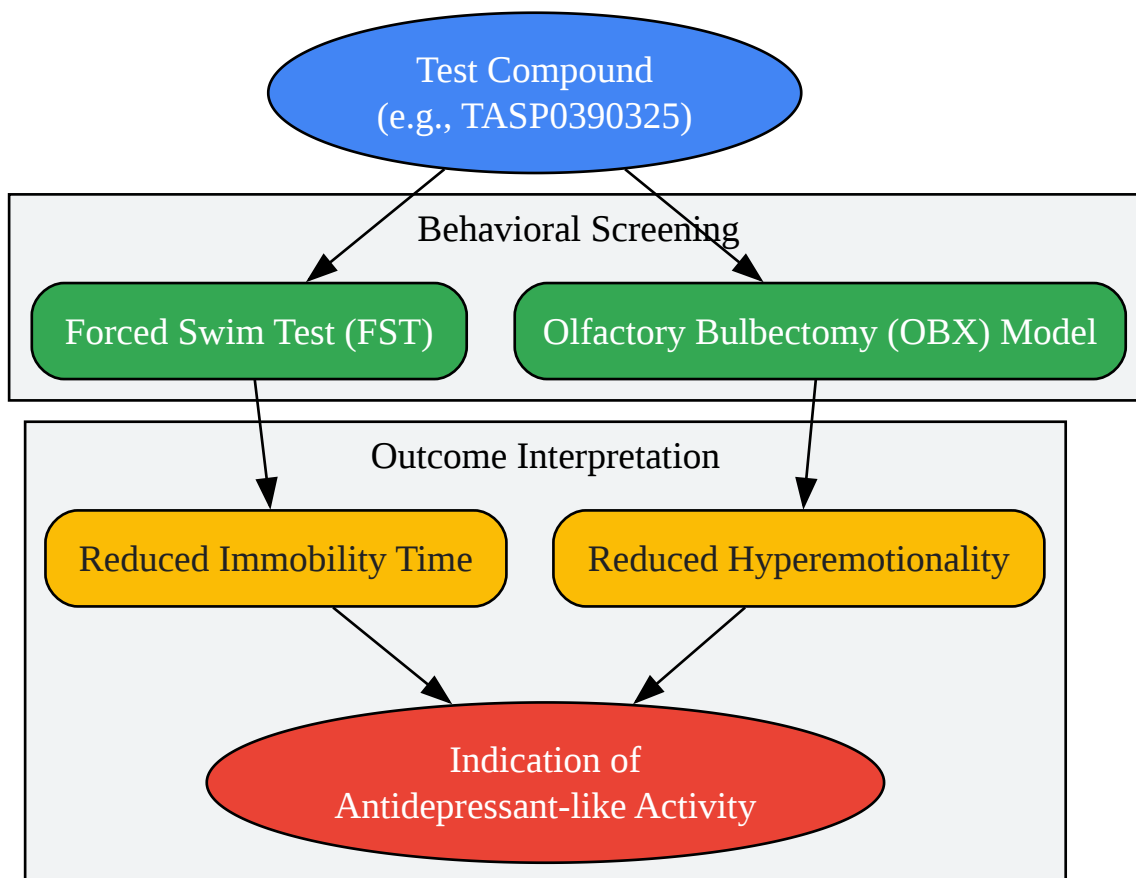 Test Compound
(e.g., TASP0390325)
Behavioral Screening
Forced Swim Test (FST)
Olfactory Bulbectomy (OBX) Model
Outcome Interpretation
Reduced Immobility Time
Reduced Hyperemotionality
Indication of
Antidepressant-like Activity